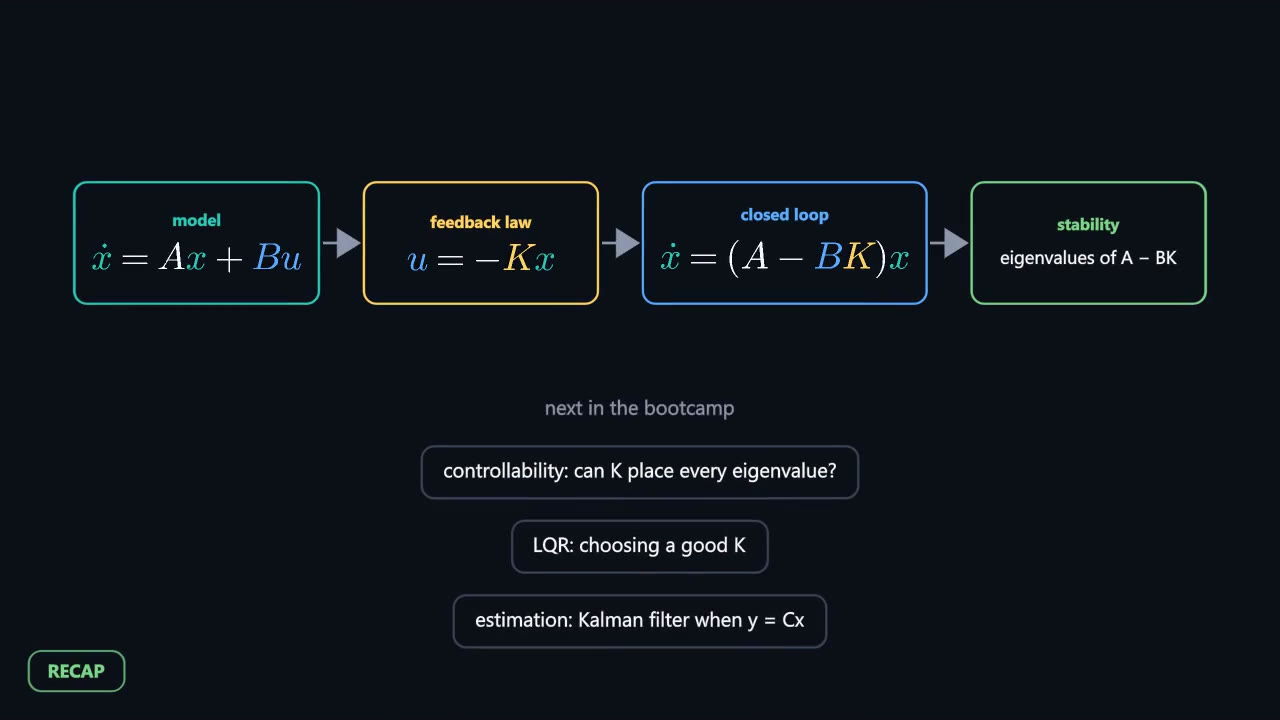 model
ẋ = Ax + Bu
feedback law
u = −Kx
closed loop
ẋ = (A − BK)x
stability
eigenvalues of A − BK
next in the bootcamp
controllability: can K place every eigenvalue?
LQR: choosing a good K
estimation: Kalman filter when y = Cx
RECAP